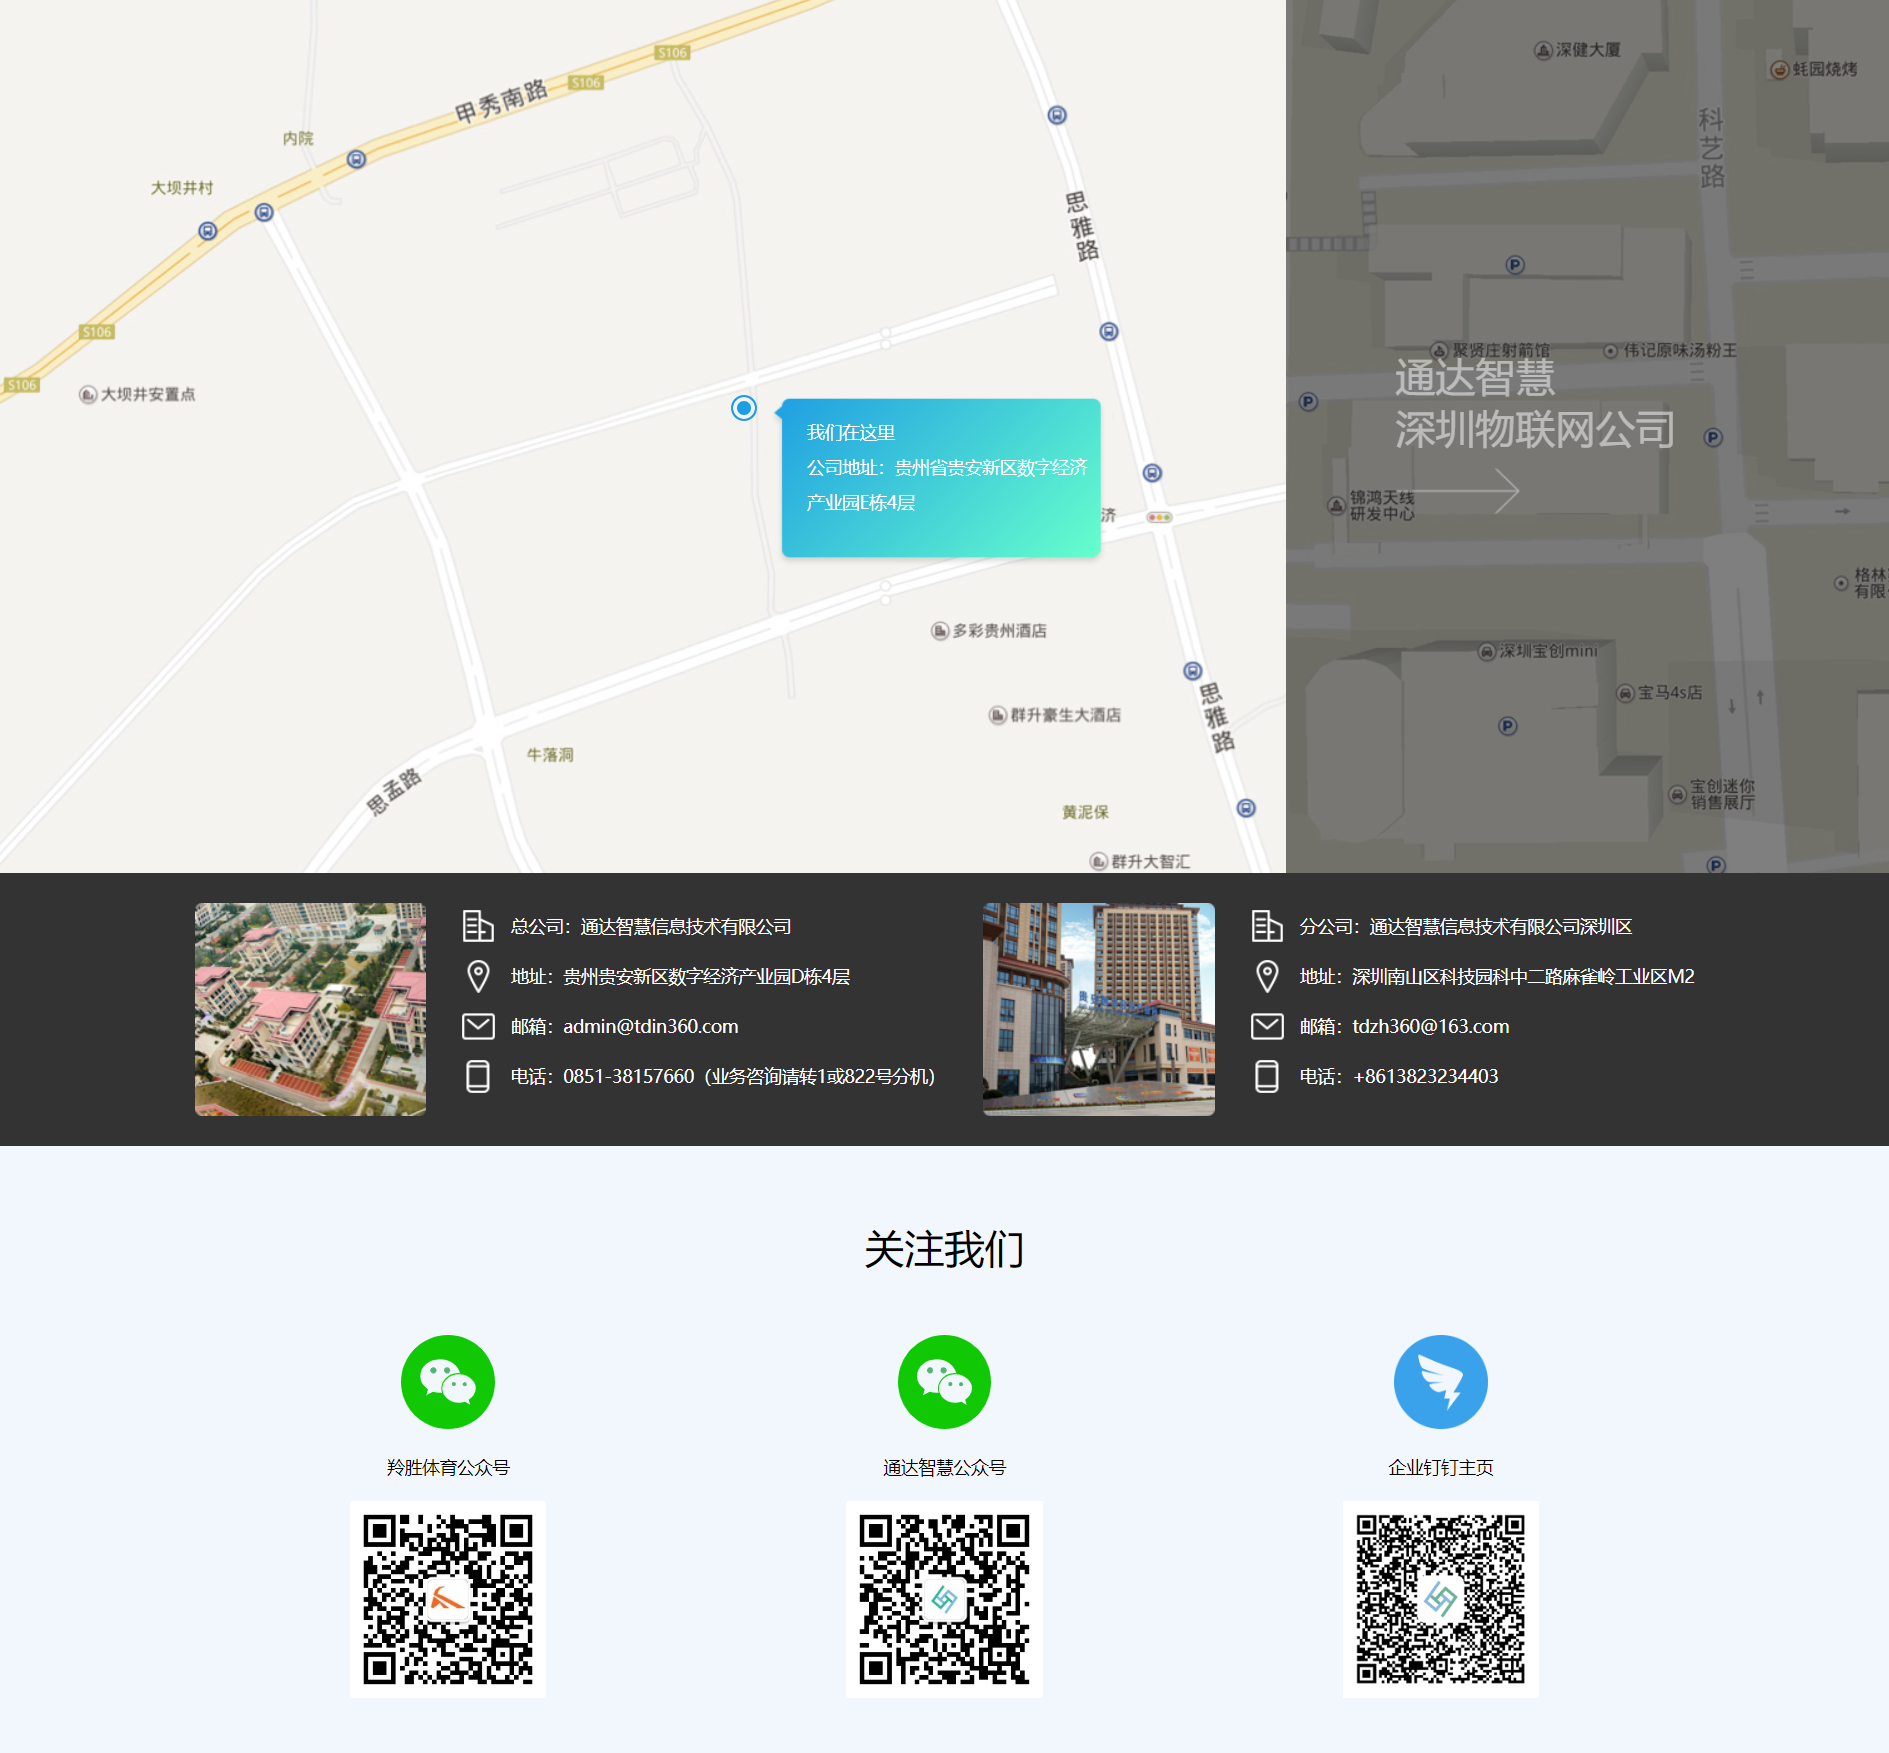 S106
S106
甲秀南路
内院
大坝井村
思雅路
S106
S106
大坝井安置点
我们在这里
公司地址：贵州省贵安新区数字经济
产业园E栋4层
济
多彩贵州酒店
群升豪生大酒店
思雅路
牛落洞
思孟路
黄泥保
群升大智汇
深健大厦
蚝园烧烤
科艺路
聚贤庄射箭馆
伟记原味汤粉王
通达智慧
深圳物联网公司
锦鸿天线
研发中心
格林
有限
深圳宝创mini
宝马4s店
宝创迷你
销售展厅
P
P
P
P
P
总公司：通达智慧信息技术有限公司
地址：贵州贵安新区数字经济产业园D栋4层
邮箱：admin@tdin360.com
电话：0851-38157660（业务咨询请转1或822号分机）
分公司：通达智慧信息技术有限公司深圳区
地址：深圳南山区科技园科中二路麻雀岭工业区M2
邮箱：tdzh360@163.com
电话：+8613823234403
关注我们
羚胜体育公众号
通达智慧公众号
企业钉钉主页